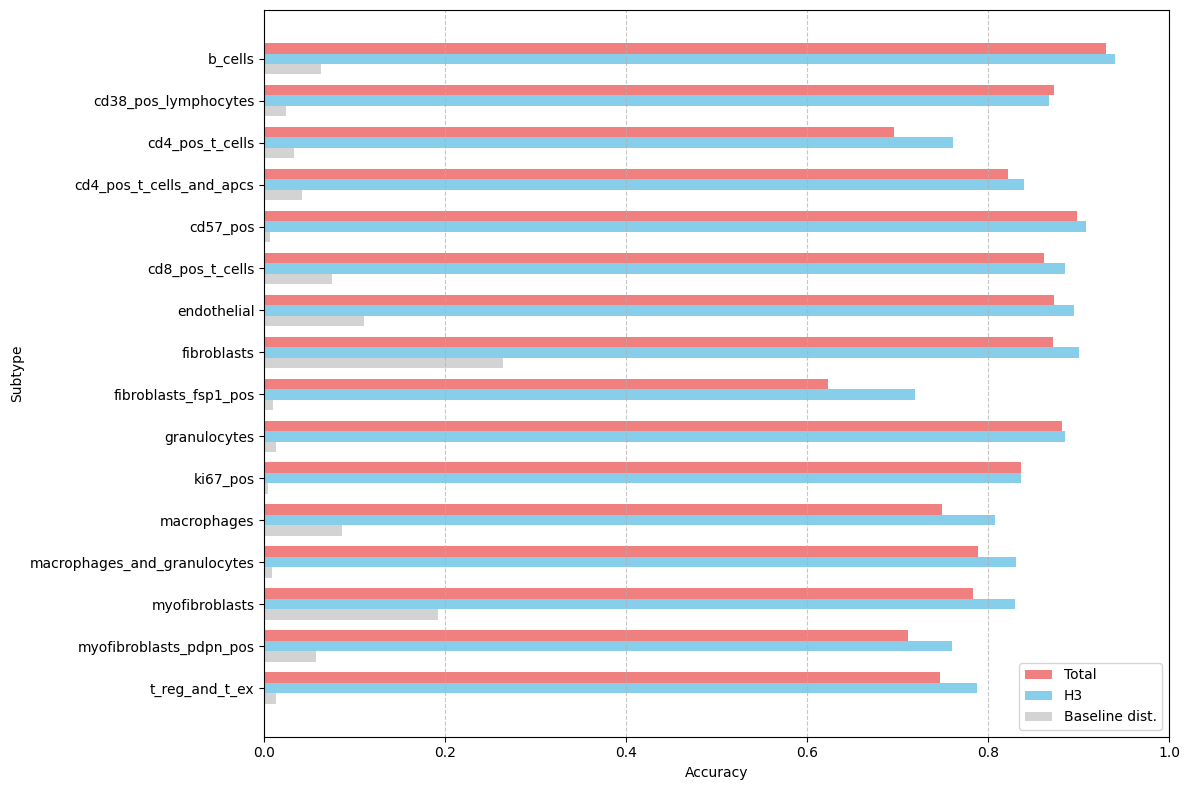 Subtype
b_cells
cd38_pos_lymphocytes
cd4_pos_t_cells
cd4_pos_t_cells_and_apcs
cd57_pos
cd8_pos_t_cells
endothelial
fibroblasts
fibroblasts_fsp1_pos
granulocytes
ki67_pos
macrophages
macrophages_and_granulocytes
myofibroblasts
myofibroblasts_pdpn_pos
t_reg_and_t_ex
Total
H3
Baseline dist.
0.0 0.2 0.4 0.6 0.8 1.0
Accuracy